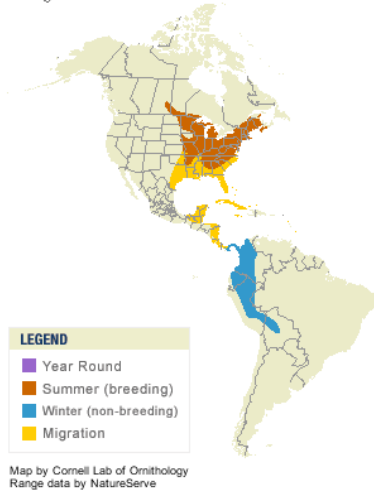 LEGEND
Year Round
Summer (breeding)
Winter (non-breeding)
Migration
Map by Cornell Lab of Ornithology
Range data by NatureServe